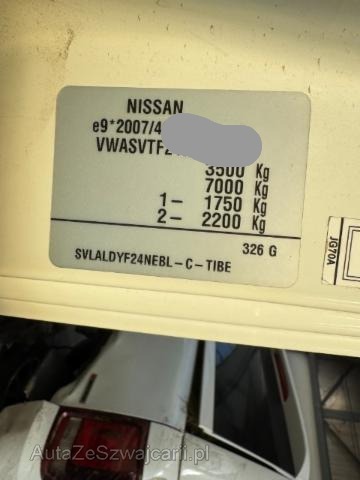 NISSAN
e9*2007/4
VWASVTF2
3500 Kg
7000 Kg
1- 1750 Kg
2- 2200 Kg
326 G
SVLALDYF24NEBL-C-TIBE
JG70A
AutaZeSzwajcarii.pl